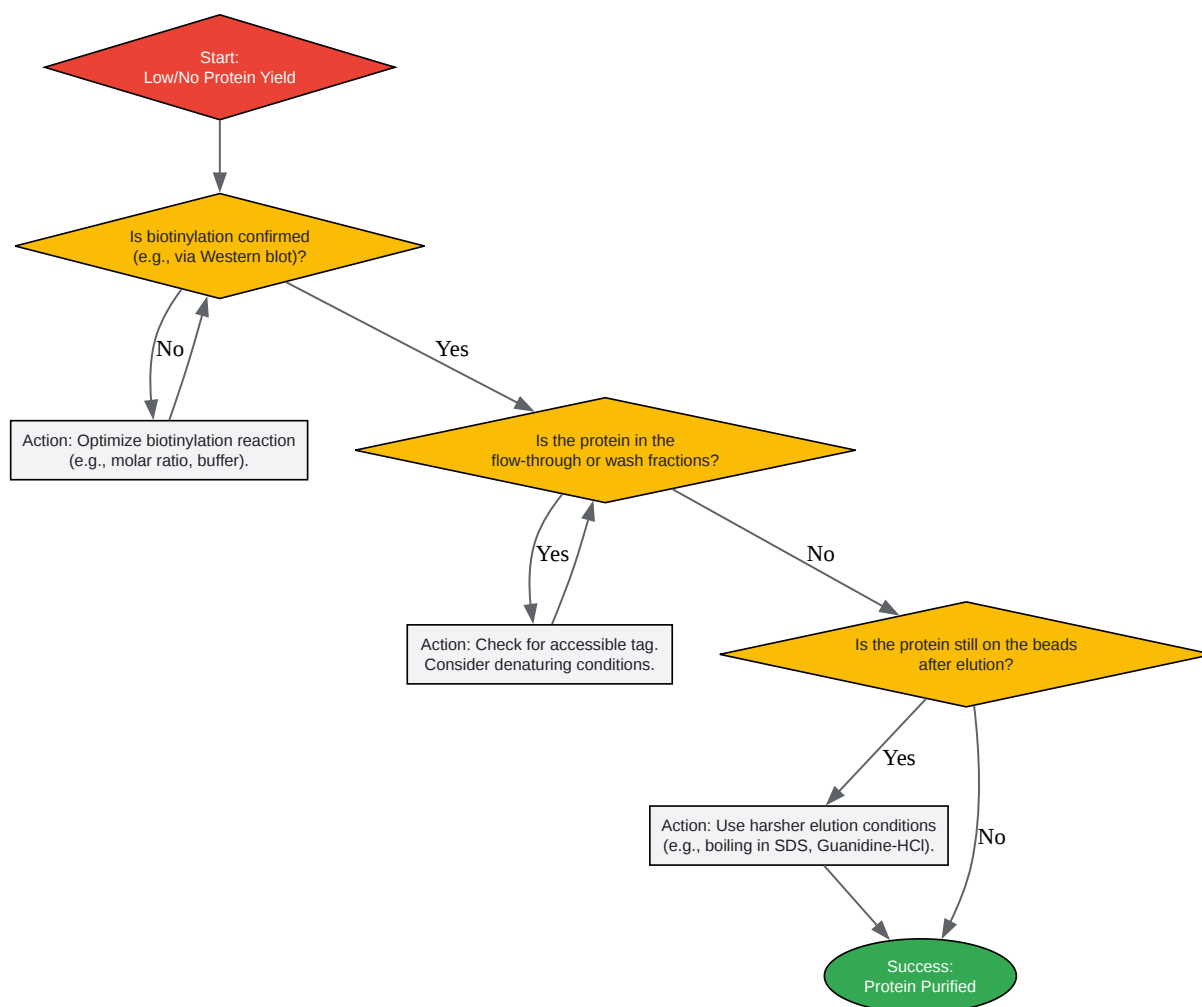 Start:
Low/No Protein Yield
Is biotinylation confirmed
(e.g., via Western blot)?
No
Yes
Action: Optimize biotinylation reaction
(e.g., molar ratio, buffer).
Is the protein in the
flow-through or wash fractions?
Yes
No
Action: Check for accessible tag.
Consider denaturing conditions.
Is the protein still on the beads
after elution?
Yes
No
Action: Use harsher elution conditions
(e.g., boiling in SDS, Guanidine-HCl).
Success:
Protein Purified